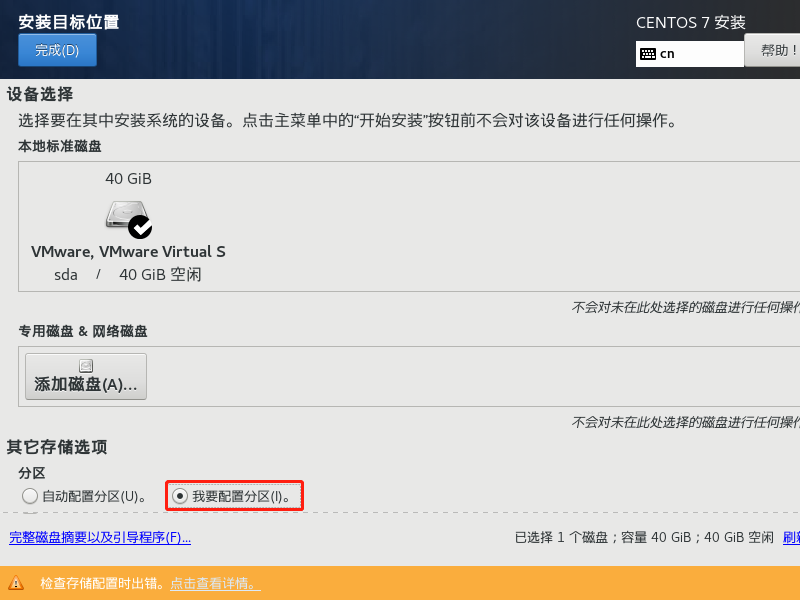 安装目标位置
CENTOS 7 安装
完成(D)
cn
帮助！
设备选择
选择要在其中安装系统的设备。点击主菜单中的“开始安装”按钮前不会对该设备进行任何操作。
本地标准磁盘
40 GiB
VMware, VMware Virtual S
sda / 40 GiB 空闲
不会对未在此处选择的磁盘进行任何操作
专用磁盘 & 网络磁盘
添加磁盘(A)...
不会对未在此处选择的磁盘进行任何操作
其它存储选项
分区
自动配置分区(U)。 我要配置分区(I)。
完整磁盘摘要以及引导程序(F)...
已选择 1 个磁盘；容量 40 GiB；40 GiB 空闲 刷新
检查存储配置时出错。点击查看详情。